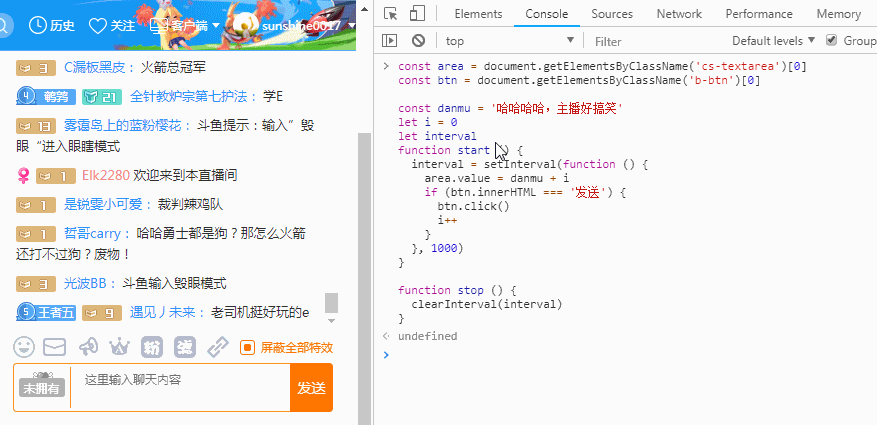 历史 关注 客户端 sunshine0017
3 C漏板黑皮： 火箭总冠军
4 鹌鹑 21 全针教炉宗第七护法： 学E
13 雾霭岛上的蓝粉樱花： 斗鱼提示：输入”毁
眼“进入眼瞎模式
1 Elk2280 欢迎来到本直播间
1 是锐雯小可爱： 裁判辣鸡队
1 哲哥carry： 哈哈勇士都是狗？那怎么火箭
还打不过狗？废物！
3 光波BB： 斗鱼输入毁眼模式
5 王者五 9 遇见丿未来： 老司机挺好玩的e
粉 屏蔽全部特效
未拥有 这里输入聊天内容 发送
Elements Console Sources Network Performance Memory
top Filter Default levels Group
const area = document.getElementsByClassName('cs-textarea')[0]
const btn = document.getElementsByClassName('b-btn')[0]
const danmu = '哈哈哈哈，主播好搞笑'
let i = 0
let interval
function start () {
interval = setInterval(function () {
area.value = danmu + i
if (btn.innerHTML === '发送') {
btn.click()
i++
}
}, 1000)
}
function stop () {
clearInterval(interval)
}
undefined